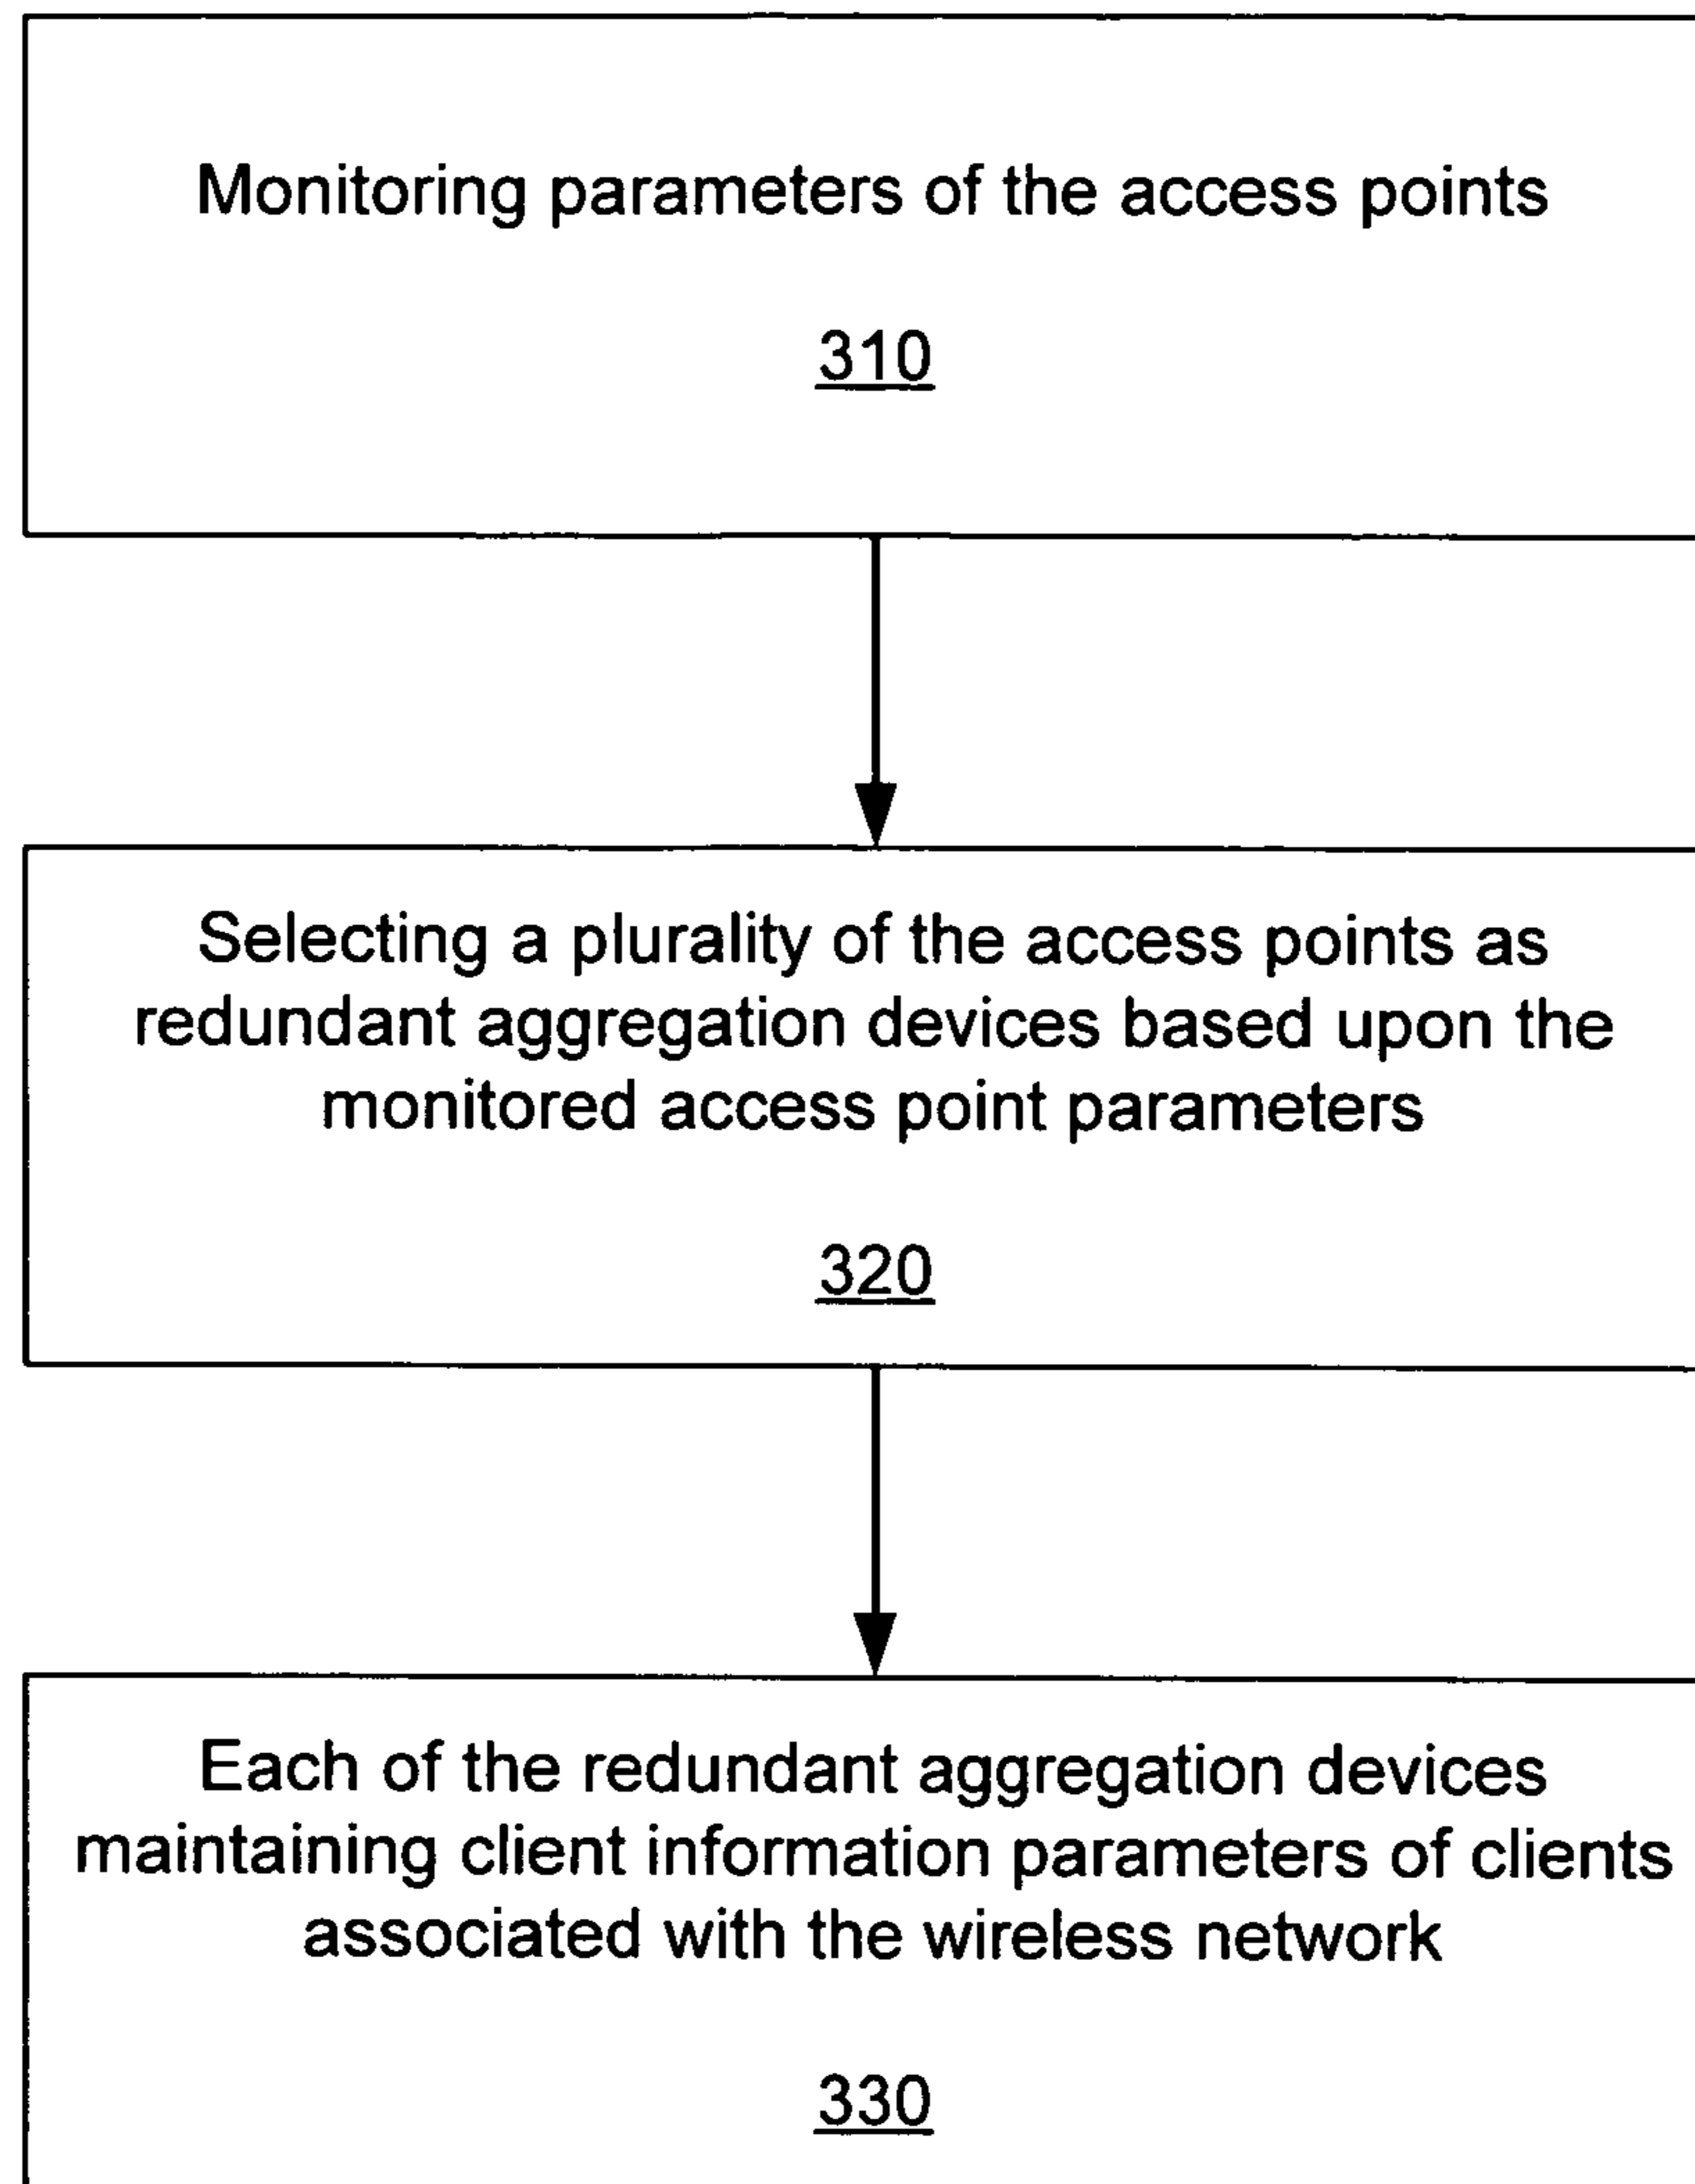 Monitoring parameters of the access points
310
Selecting a plurality of the access points as
redundant aggregation devices based upon the
monitored access point parameters
320
Each of the redundant aggregation devices
maintaining client information parameters of clients
associated with the wireless network
330